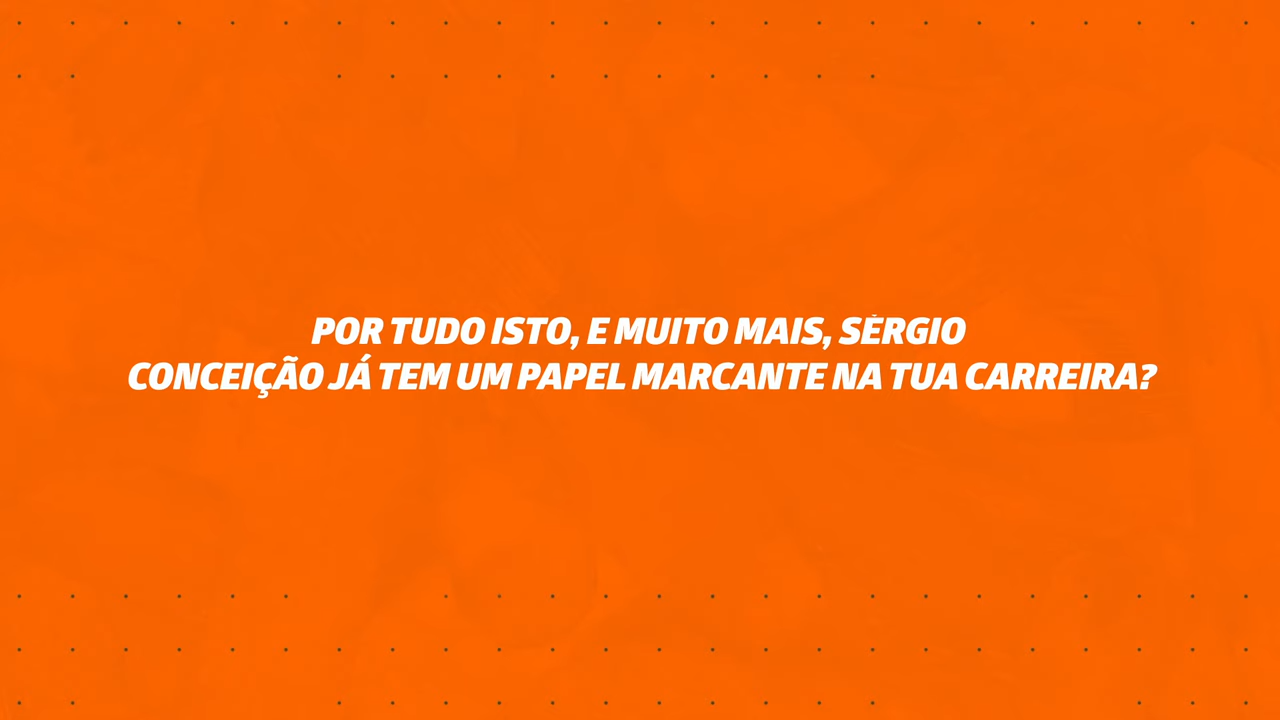 POR TUDO ISTO, E MUITO MAIS, SÉRGIO
CONCEIÇÃO JÁ TEM UM PAPEL MARCANTE NA TUA CARREIRA?